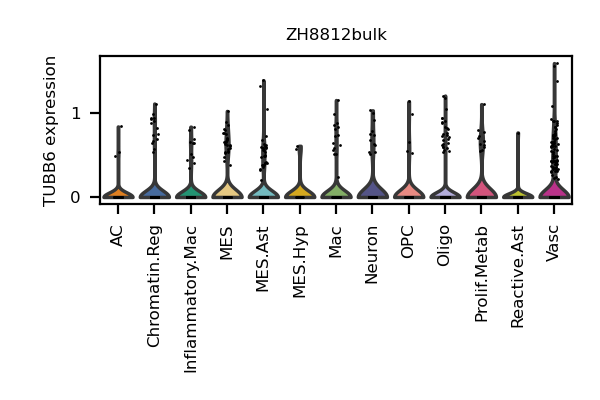 ZH8812bulk
TUBB6 expression
1
0
AC
Chromatin.Reg
Inflammatory.Mac
MES
MES.Ast
MES.Hyp
Mac
Neuron
OPC
Oligo
Prolif.Metab
Reactive.Ast
Vasc